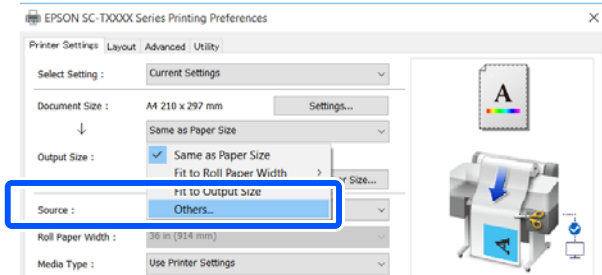 EPSON SC-TXXXX Series Printing Preferences
Printer Settings Layout Advanced Utility
Select Setting : Current Settings
Document Size : A4 210 x 297 mm Settings...
Same as Paper Size
Output Size : Same as Paper Size
Fit to Roll Paper Width
Size...
Fit to Output Size
Source : Others...
Roll Paper Width : 36 in (914 mm)
Media Type : Use Printer Settings
A
A